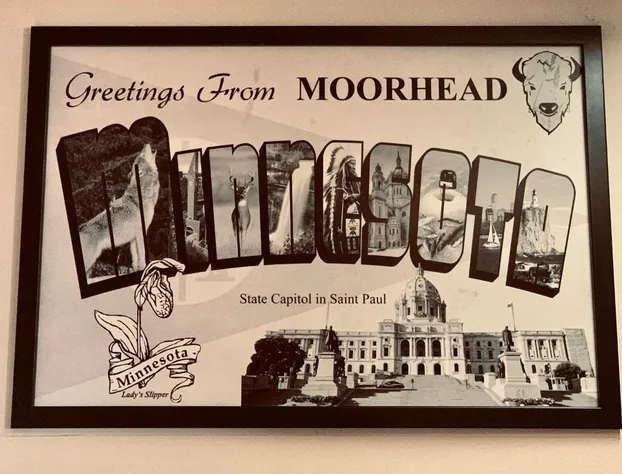 Greetings From MOORHEAD
Minnesota
State Capitol in Saint Paul
Minnesota
Lady's Slipper